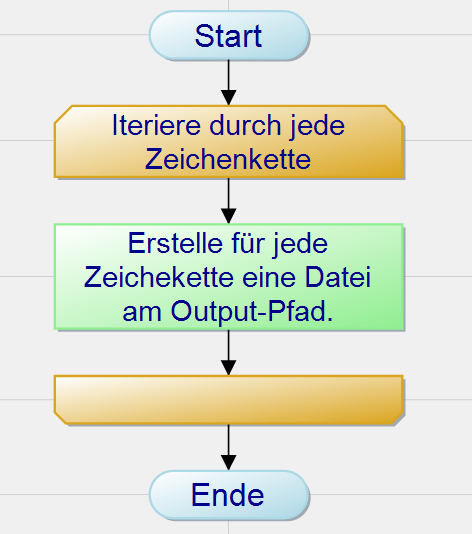 Start
Iteriere durch jede
Zeichenkette
Erstelle für jede
Zeichekette eine Datei
am Output-Pfad.
Ende